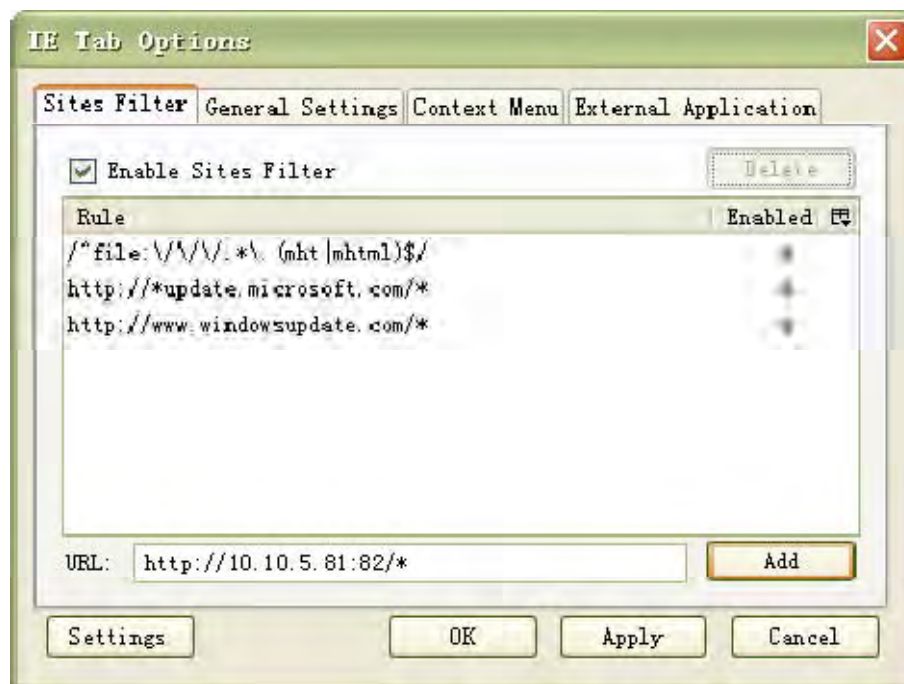 IE Tab Options
Sites Filter General Settings Context Menu External Application
Enable Sites Filter Delete
Rule Enabled
/^file:\/\/\/.*\.(mht|mhtml)$/
http://*update.microsoft.com/*
http://www.windowsupdate.com/*
URL: http://10.10.5.81:82/* Add
Settings OK Apply Cancel